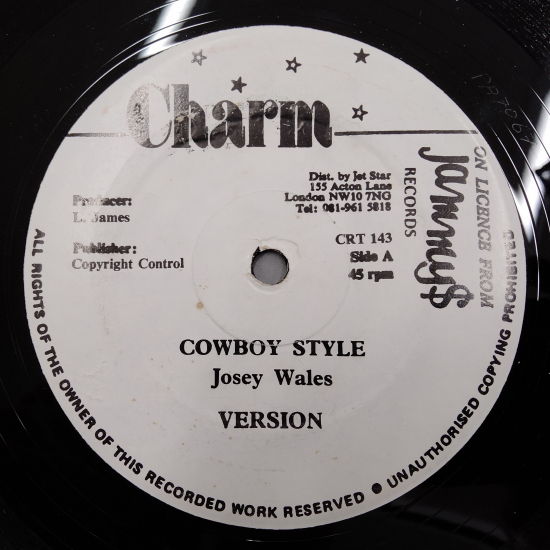 Charm
Producer:
L. James
Publisher:
Copyright Control
Dist. by Jet Star
155 Acton Lane
London NW10 7NG
Tel: 081-961 5818
CRT 143
Side A
45 rpm
ON LICENCE FROM
Jammy$
RECORDS
COWBOY STYLE
Josey Wales
VERSION
ALL RIGHTS OF THE OWNER OF THIS RECORDED WORK RESERVED ● UNAUTHORISED COPYING PROHIBITED